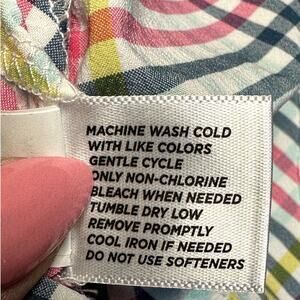 MACHINE WASH COLD
WITH LIKE COLORS
GENTLE CYCLE
ONLY NON-CHLORINE
BLEACH WHEN NEEDED
TUMBLE DRY LOW
REMOVE PROMPTLY
COOL IRON IF NEEDED
DO NOT USE SOFTENERS